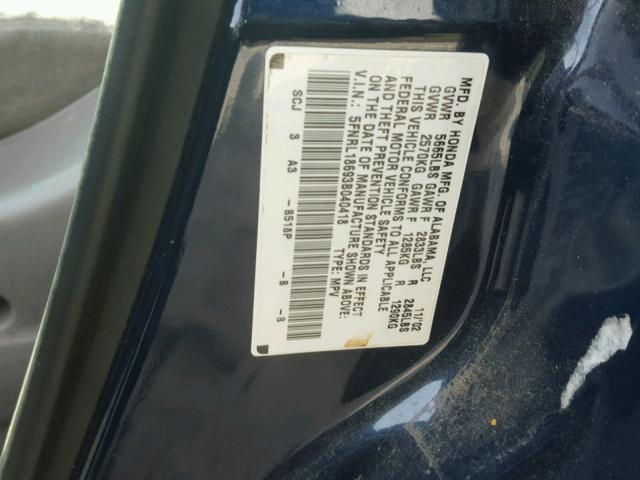 MFD. BY HONDA MFG. OF ALABAMA, LLC 11/02
GVWR 5665LBS GAWR F 2833LBS R 2845LBS
GVWR 2570KG GAWR F 1285KG R 1290KG
THIS VEHICLE CONFORMS TO ALL APPLICABLE
FEDERAL MOTOR VEHICLE SAFETY
AND THEFT PREVENTION STANDARDS IN EFFECT
ON THE DATE OF MANUFACTURE SHOWN ABOVE.
V.I.N.: 5FNRL18693B040418 TYPE: MPV
SCJ 3 A3 -B518P -B -B